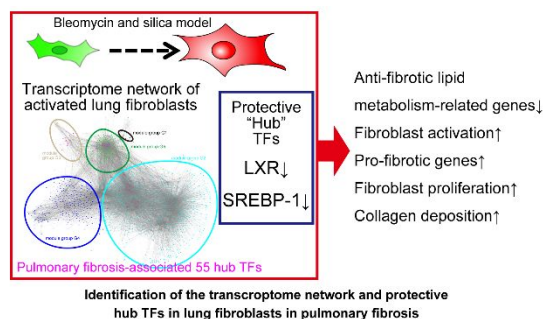 Bleomycin and silica model
Transcriptome network of
activated lung fibroblasts
Protective
"Hub"
TFs
LXR↓
SREBP-1↓
Pulmonary fibrosis-associated 55 hub TFs
Anti-fibrotic lipid
metabolism-related genes↓
Fibroblast activation↑
Pro-fibrotic genes↑
Fibroblast proliferation↑
Collagen deposition↑
Identification of the transcroptome network and protective
hub TFs in lung fibroblasts in pulmonary fibrosis